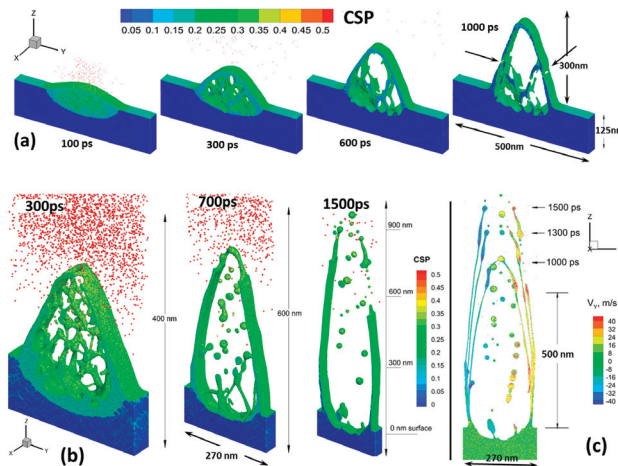 CSP
0.05 0.1 0.15 0.2 0.25 0.3 0.35 0.4 0.45 0.5
Z
X
Y
(a)
100 ps
300 ps
600 ps
1000 ps
300nm
500nm
125nm
300ps
700ps
1500ps
400 nm
600 nm
900 nm
600 nm
300 nm
0 nm surface
CSP
0.5
0.45
0.4
0.35
0.3
0.25
0.2
0.15
0.1
0.05
0
Z
X
Y
(b)
270 nm
1500 ps
1300 ps
1000 ps
Z
X
VY, m/s
40
32
24
16
8
0
-8
-16
-24
-32
-40
500 nm
270 nm
(c)